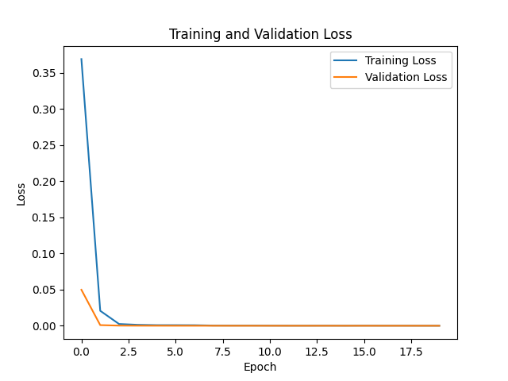 Training and Validation Loss
Training Loss
Validation Loss
0.35
0.30
0.25
0.20
0.15
0.10
0.05
0.00
Loss
0.0 2.5 5.0 7.5 10.0 12.5 15.0 17.5
Epoch